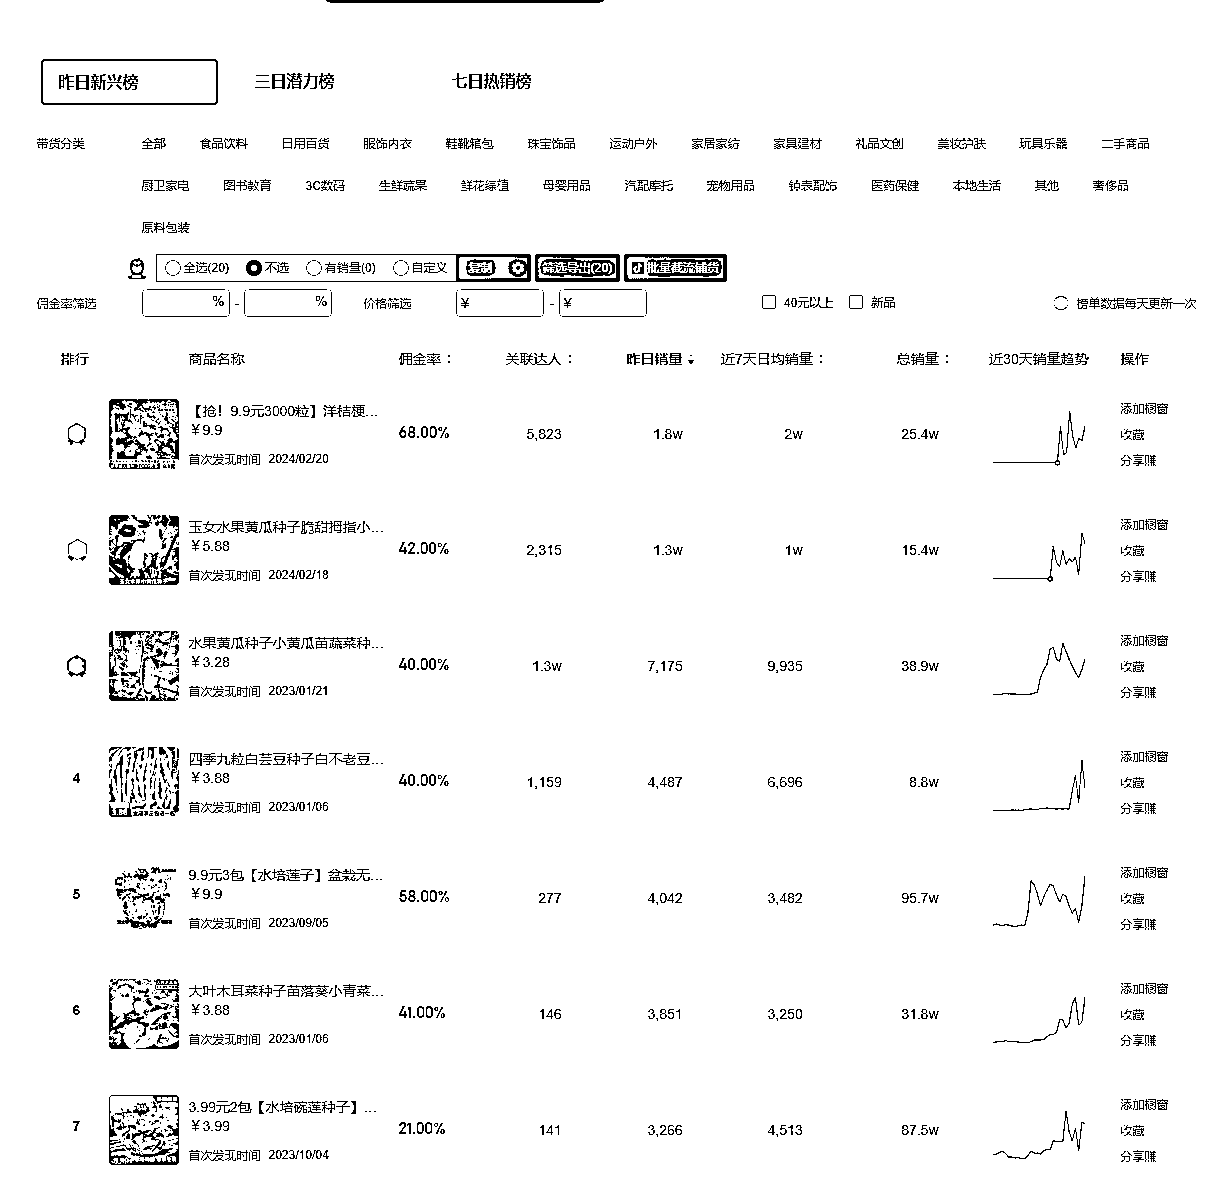 昨日新兴榜 三日潜力榜 七日热销榜
带货分类 全部 食品饮料 日用百货 服饰内衣 鞋靴箱包 珠宝饰品 运动户外 家居家纺 家具建材 礼品文创 美妆护肤 玩具乐器 二手商品
厨卫家电 图书教育 3C数码 生鲜蔬果 鲜花绿植 母婴用品 汽配摩托 宠物用品 钟表配饰 医药保健 本地生活 其他 奢侈品
原料包装
全选(20) 不选 有销量(0) 自定义 复制 筛选导出(20) 批量截流铺货
佣金率筛选 % - % 价格筛选 ¥ - ¥ 40元以上 新品 榜单数据每天更新一次
排行 商品名称 佣金率 关联达人 昨日销量 近7天日均销量 总销量 近30天销量趋势 操作
【抢！9.9元3000粒】洋桔梗...
¥9.9
首次发现时间 2024/02/20
68.00% 5,823 1.8w 2w 25.4w
添加橱窗
收藏
分享赚
玉女水果黄瓜种子脆甜拇指小...
¥5.88
首次发现时间 2024/02/18
42.00% 2,315 1.3w 1w 15.4w
添加橱窗
收藏
分享赚
水果黄瓜种子小黄瓜苗蔬菜种...
¥3.28
首次发现时间 2023/01/21
40.00% 1.3w 7,175 9,935 38.9w
添加橱窗
收藏
分享赚
4
四季九粒白芸豆种子白不老豆...
¥3.88
首次发现时间 2023/01/06
40.00% 1,159 4,487 6,696 8.8w
添加橱窗
收藏
分享赚
5
9.9元3包【水培莲子】盆栽无...
¥9.9
首次发现时间 2023/09/05
58.00% 277 4,042 3,482 95.7w
添加橱窗
收藏
分享赚
6
大叶木耳菜种子苗落葵小青菜...
¥3.88
首次发现时间 2023/01/06
41.00% 146 3,851 3,250 31.8w
添加橱窗
收藏
分享赚
7
3.99元2包【水培碗莲种子】...
¥3.99
首次发现时间 2023/10/04
21.00% 141 3,266 4,513 87.5w
添加橱窗
收藏
分享赚